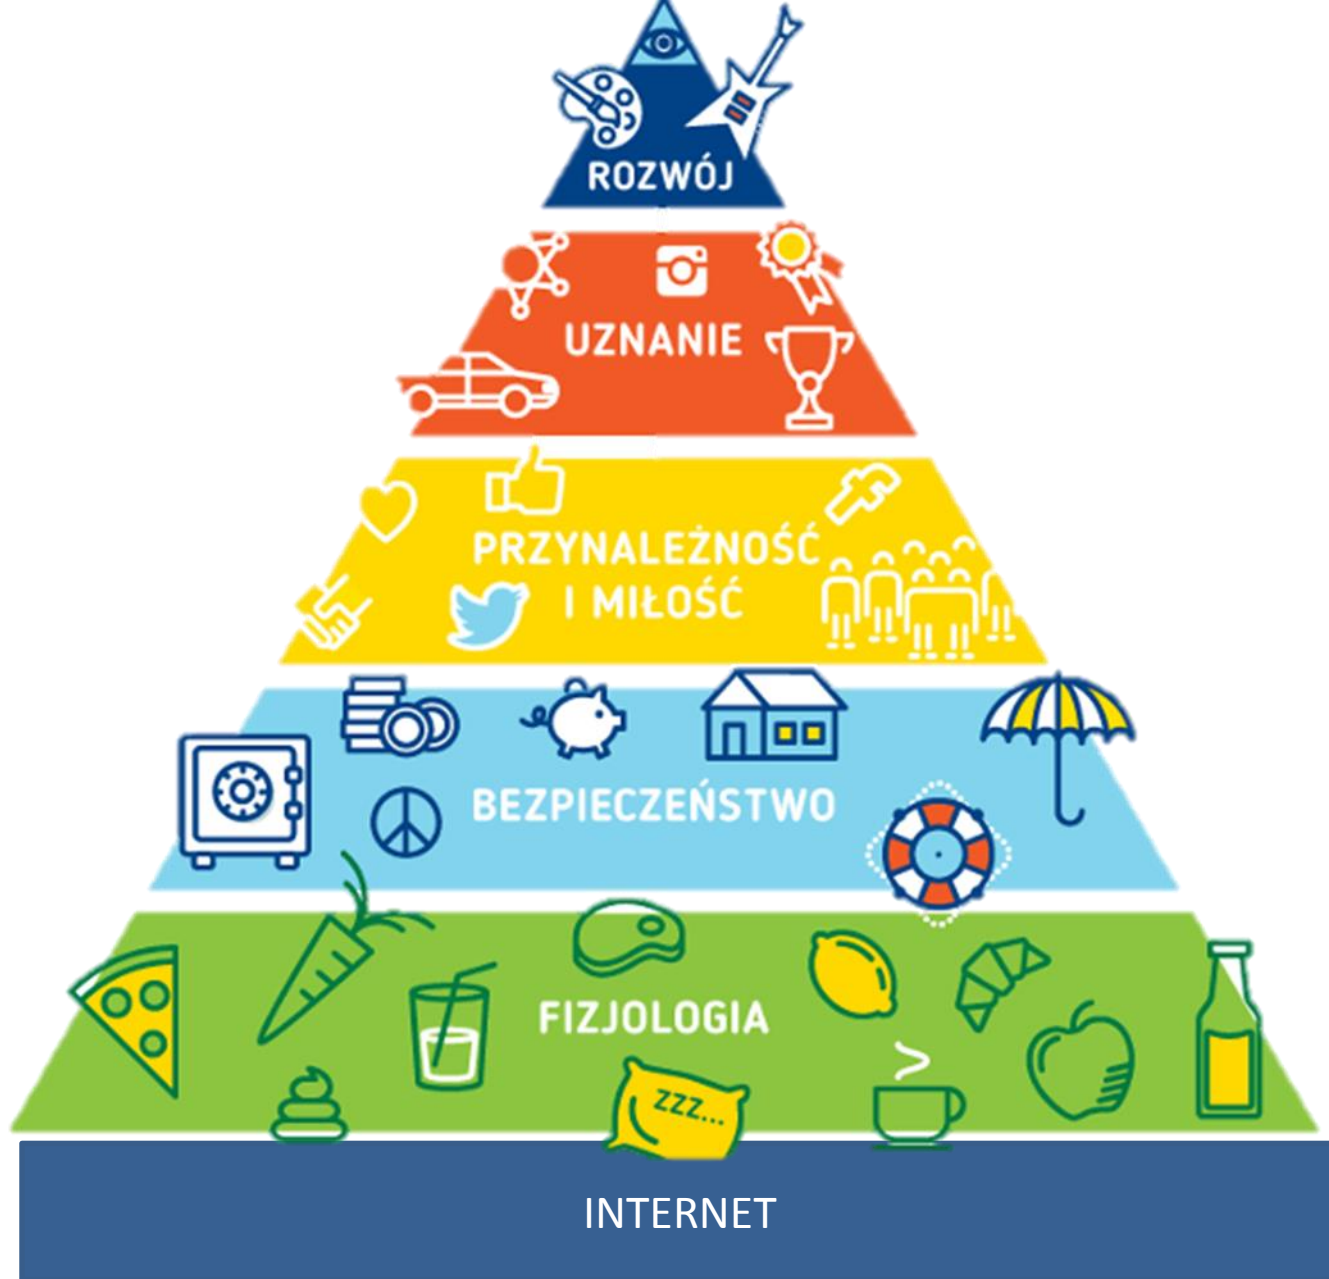 ROZWÓJ
UZNANIE
PRZYNALEŻNOŚĆ
I MIŁOŚĆ
BEZPIECZEŃSTWO
FIZJOLOGIA
ZZZ...
INTERNET